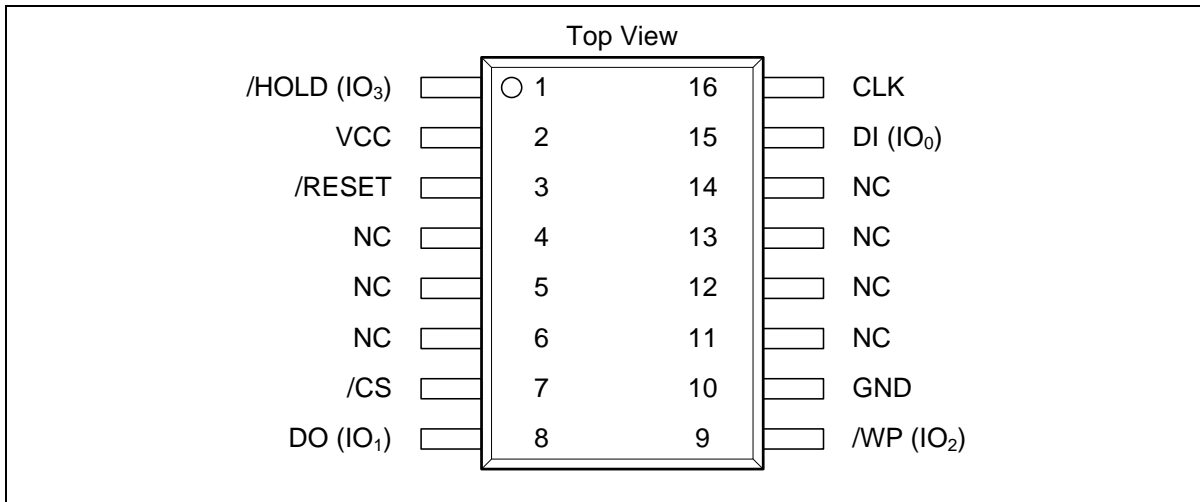 Top View
/HOLD (IO₃) 1 16 CLK
VCC 2 15 DI (IO₀)
/RESET 3 14 NC
NC 4 13 NC
NC 5 12 NC
NC 6 11 NC
/CS 7 10 GND
DO (IO₁) 8 9 /WP (IO₂)